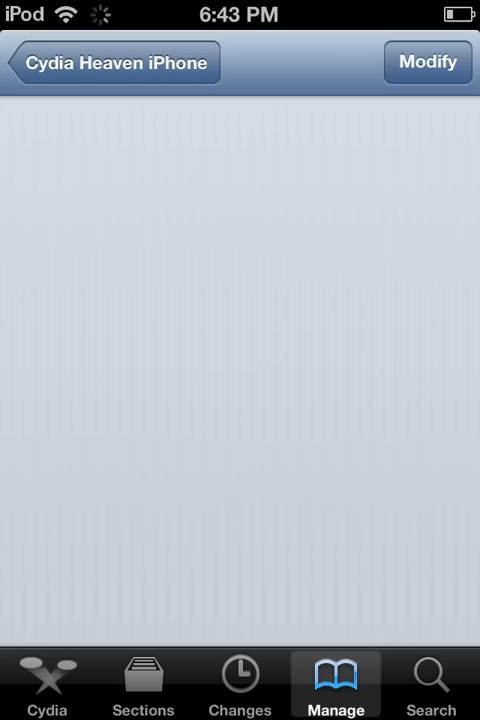 iPod 6:43 PM
Cydia Heaven iPhone Modify
Cydia Sections Changes Manage Search